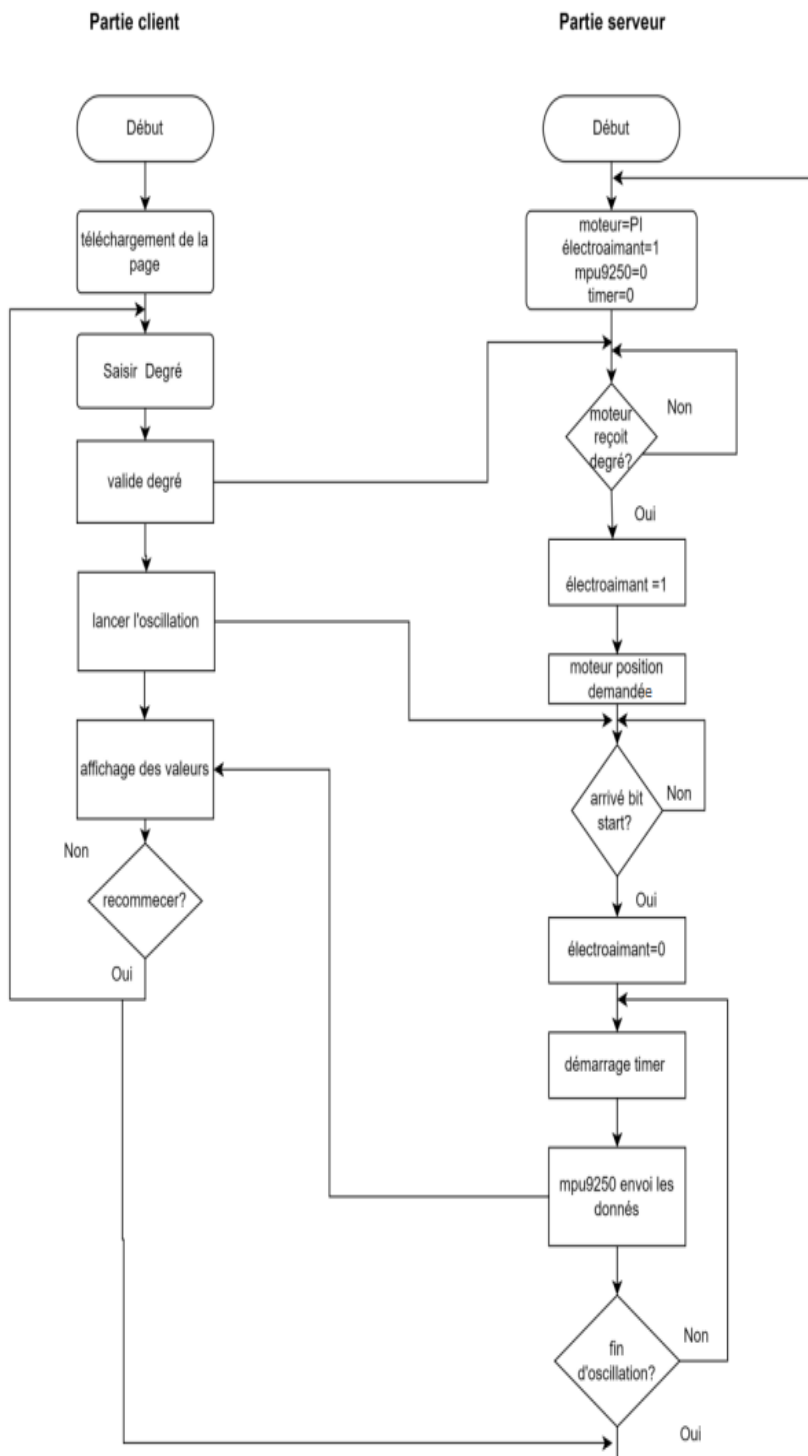 Partie client
Début
téléchargement de la
page
Saisir Degré
valide degré
lancer l'oscillation
affichage des valeurs
Non
recommecer?
Oui
Partie serveur
Début
moteur=PI
électroaimant=1
mpu9250=0
timer=0
moteur
reçoit
degré?
Non
Oui
électroaimant =1
moteur position
demandée
arrivé bit
start?
Non
Oui
électroaimant=0
démarrage timer
mpu9250 envoi les
donnés
fin
d'oscillation?
Non
Oui